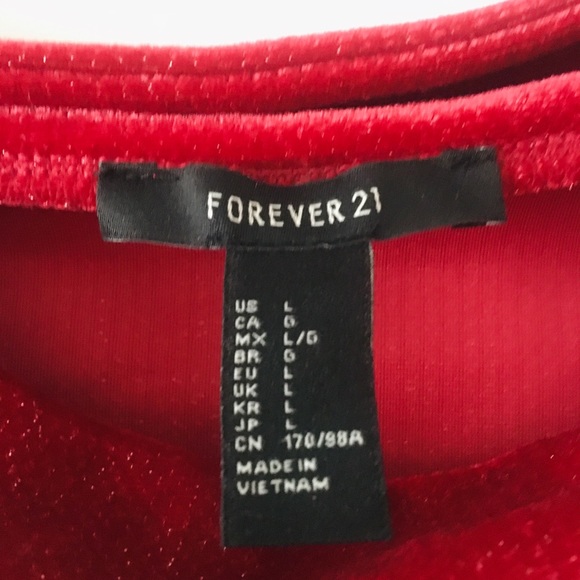 FOREVER 21
US L
CA G
MX L/G
BR G
EU L
UK L
KR L
JP L
CN 170/98A
MADE IN
VIETNAM